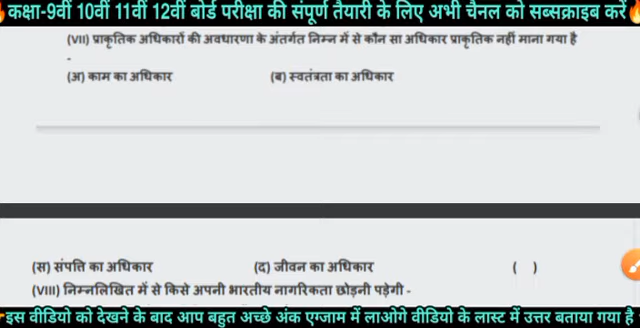 कक्षा-9वीं 10वीं 11वीं 12वीं बोर्ड परीक्षा की संपूर्ण तैयारी के लिए अभी चैनल को सब्सक्राइब करें
(VII) प्राकृतिक अधिकारों की अवधारणा के अंतर्गत निम्न में से कौन सा अधिकार प्राकृतिक नहीं माना गया है
-
(अ) काम का अधिकार (ब) स्वतंत्रता का अधिकार
(स) संपत्ति का अधिकार (द) जीवन का अधिकार ( )
(VIII) निम्नलिखित में से किसे अपनी भारतीय नागरिकता छोड़नी पड़ेगी -
इस वीडियो को देखने के बाद आप बहुत अच्छे अंक एग्जाम में लाओगे वीडियो के लास्ट में उत्तर बताया गया है